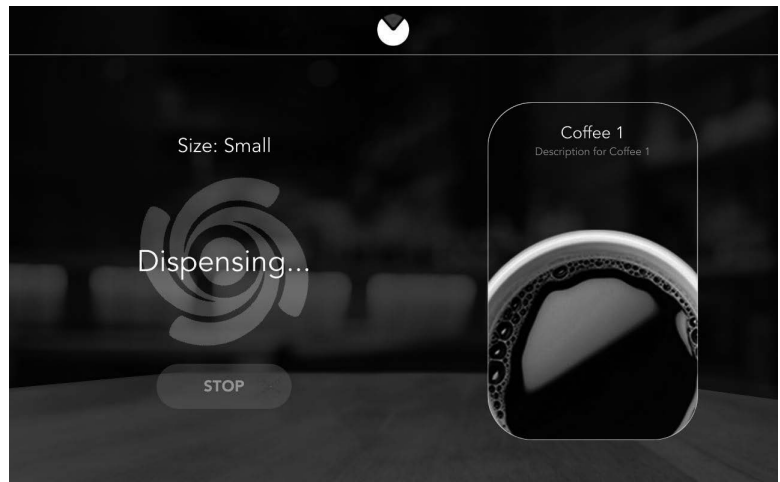 Size: Small
Dispensing...
STOP
Coffee 1
Description for Coffee 1